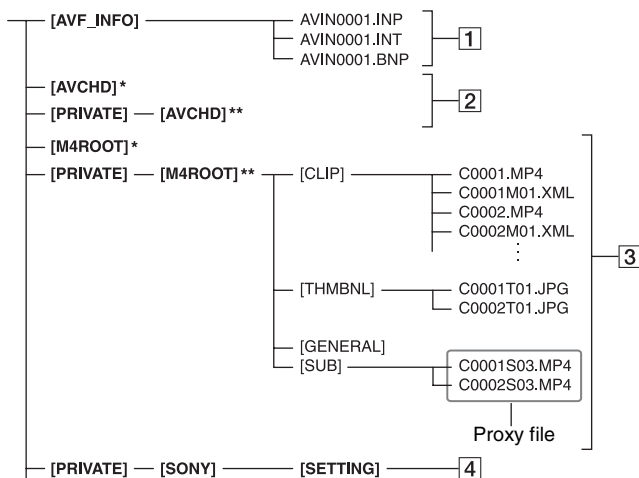 [AVF_INFO] AVIN0001.INP
AVIN0001.INT 1
AVIN0001.BNP
[AVCHD]*
2
[PRIVATE] [AVCHD]**
[M4ROOT]*
[PRIVATE] [M4ROOT]** [CLIP] C0001.MP4
C0001M01.XML
C0002.MP4
C0002M01.XML
3
[THMBNL] C0001T01.JPG
C0002T01.JPG
[GENERAL]
[SUB] C0001S03.MP4
C0002S03.MP4
Proxy file
[PRIVATE] [SONY] [SETTING] 4